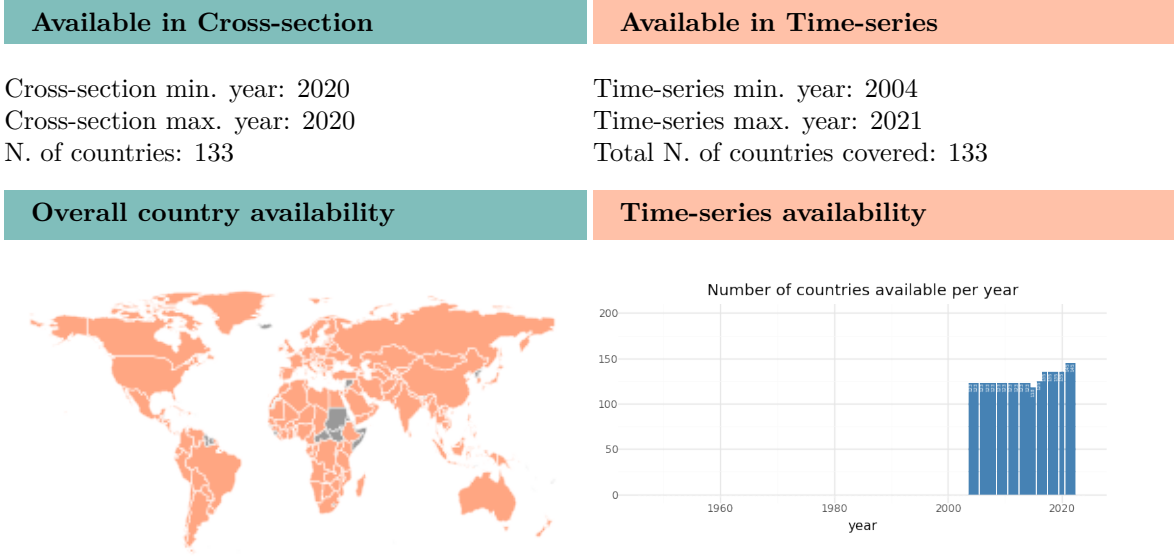 Available in Cross-section
Available in Time-series
Cross-section min. year: 2020
Cross-section max. year: 2020
N. of countries: 133
Time-series min. year: 2004
Time-series max. year: 2021
Total N. of countries covered: 133
Overall country availability
Time-series availability
Number of countries available per year
200
150
100
50
0
1960
1980
2000
2020
year